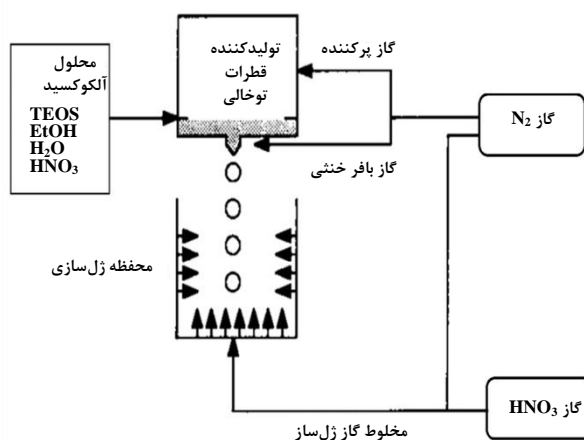 محلول
آلکوکسید
TEOS
EtOH
H₂O
HNO₃
تولیدکننده
قطرات
توخالی
گاز پرکننده
گاز N₂
گاز بافر خنثی
محفظه ژل‌سازی
گاز HNO₃
مخلوط گاز ژل‌ساز